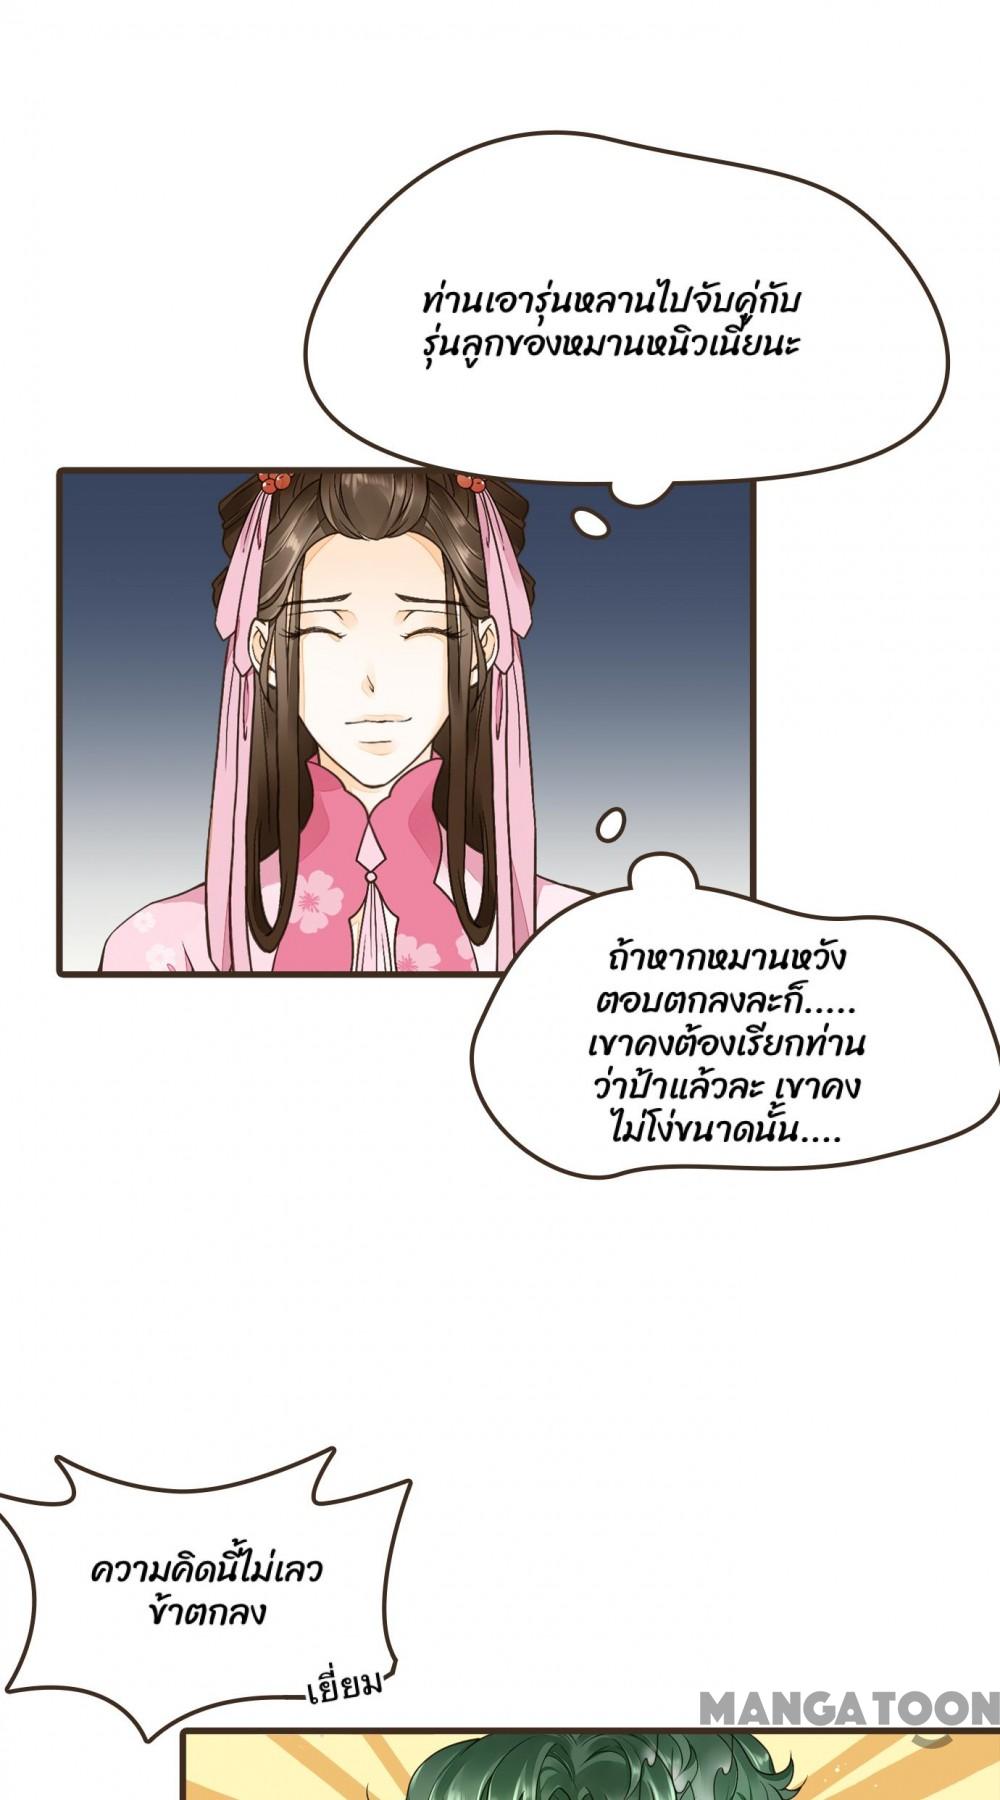 ท่านเอารุ่นหลานไปจับคู่กับ
รุ่นลูกของหมานหนิวเนี่ยนะ
ถ้าหากหมานหวัง
ตอบตกลงละก็.....
เขาคงต้องเรียกท่าน
ว่าป้าแล้วละ เขาคง
ไม่โง่ขนาดนั้น....
ความคิดนี้ไม่เลว
ข้าตกลง
เยี่ยม
MANGATOON